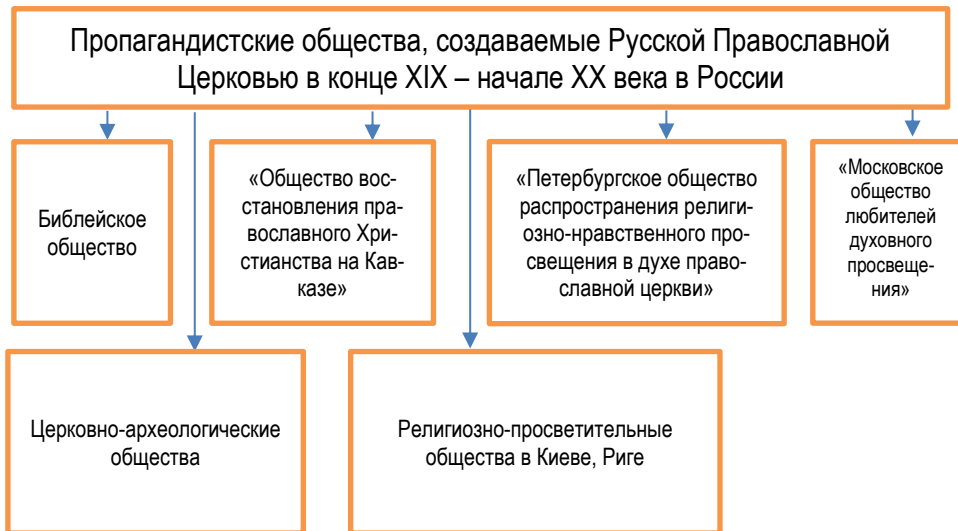 Пропагандистские общества, создаваемые Русской Православной
Церковью в конце XIX – начале XX века в России
Библейское
общество
«Общество вос-
становления пра-
вославного Хри-
стианства на Кав-
казе»
«Петербургское общество
распространения религи-
озно-нравственного про-
свещения в духе право-
славной церкви»
«Московское
общество
любителей
духовного
просвеще-
ния»
Церковно-археологические
общества
Религиозно-просветительные
общества в Киеве, Риге